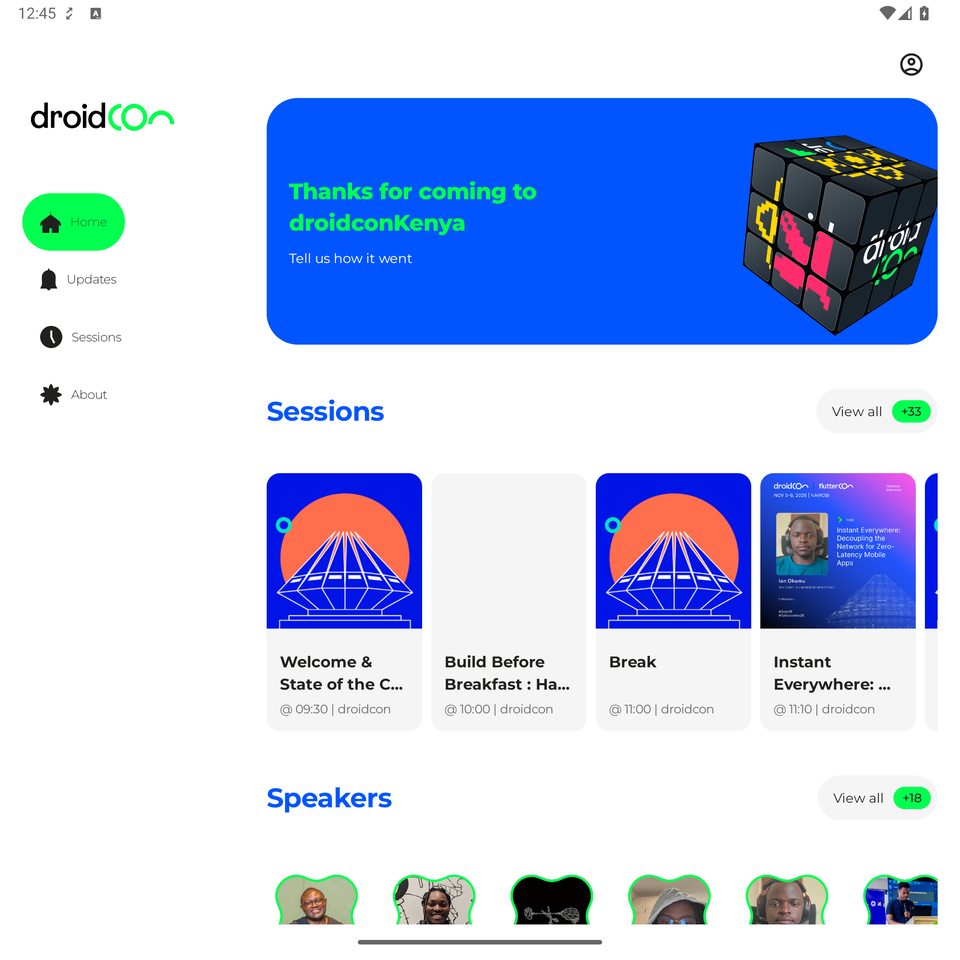 12:45
droidcon
Home
Updates
Sessions
About
Thanks for coming to
droidconKenya
Tell us how it went
Sessions
View all +33
droidcon | fluttercon
NOV 5-6, 2026 | NAIROBI
Instant Everywhere:
Decoupling the
Network for Zero-
Latency Mobile
Apps
Ian Okumu
Welcome &
State of the C...
@ 09:30 | droidcon
Build Before
Breakfast : Ha...
@ 10:00 | droidcon
Break
@ 11:00 | droidcon
Instant
Everywhere: ...
@ 11:10 | droidcon
Speakers
View all +18